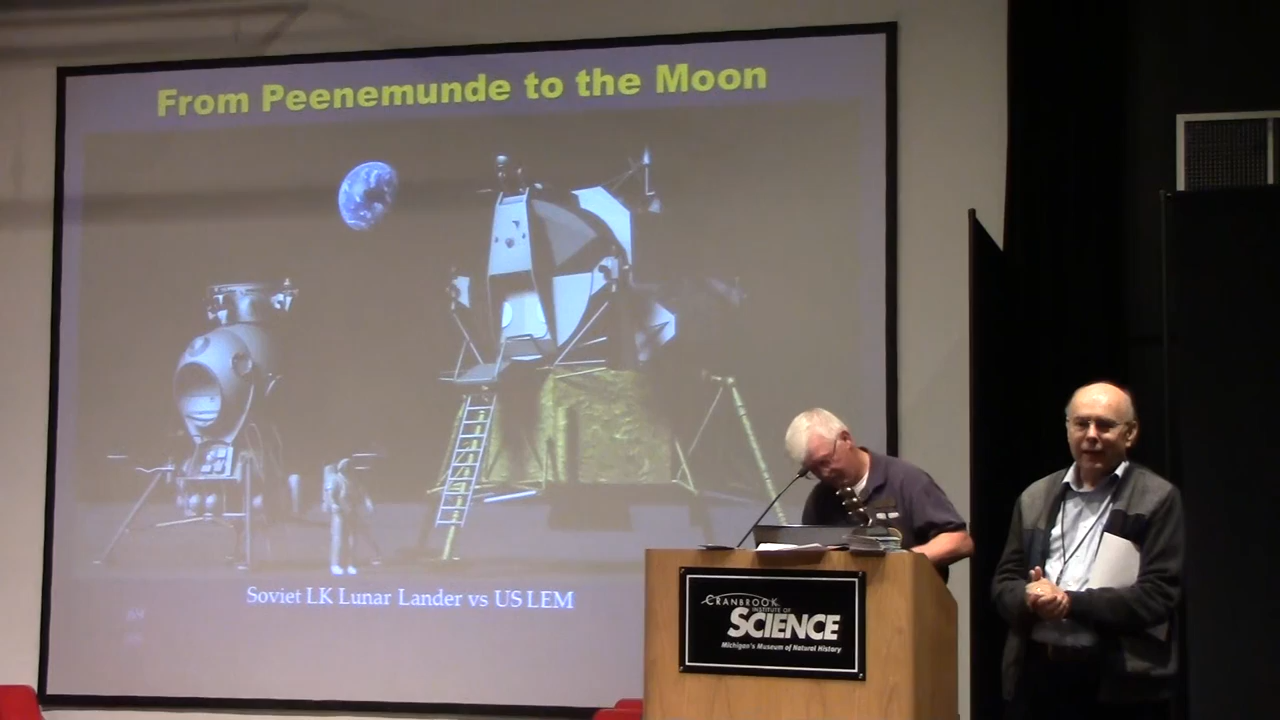 From Peenemunde to the Moon
Soviet LK Lunar Lander vs US LEM
CRANBROOK
INSTITUTE OF
SCIENCE
Michigan's Museum of Natural History